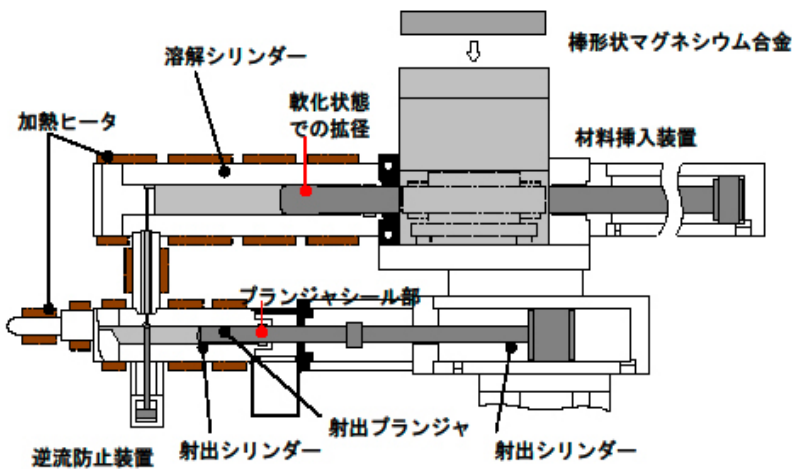 棒形状マグネシウム合金
溶解シリンダー
加熱ヒータ
軟化状態
での拡径
材料挿入装置
プランジャシール部
射出プランジャ
射出シリンダー
射出シリンダー
逆流防止装置